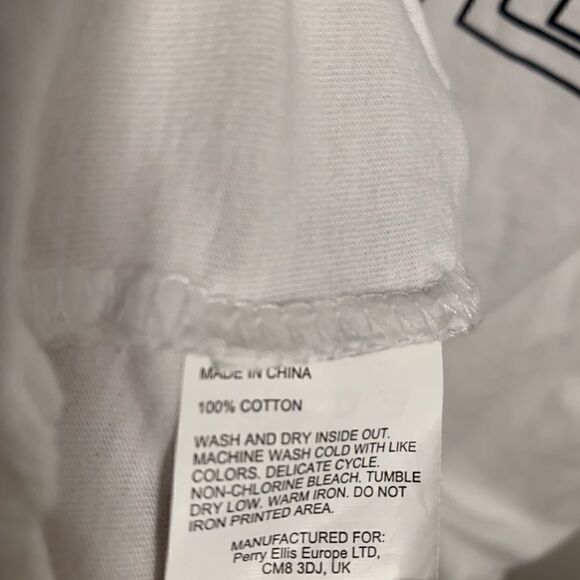 MADE IN CHINA
100% COTTON
WASH AND DRY INSIDE OUT.
MACHINE WASH COLD WITH LIKE
COLORS. DELICATE CYCLE.
NON-CHLORINE BLEACH. TUMBLE
DRY LOW. WARM IRON. DO NOT
IRON PRINTED AREA.
MANUFACTURED FOR:
Perry Ellis Europe LTD,
CM8 3DJ, UK